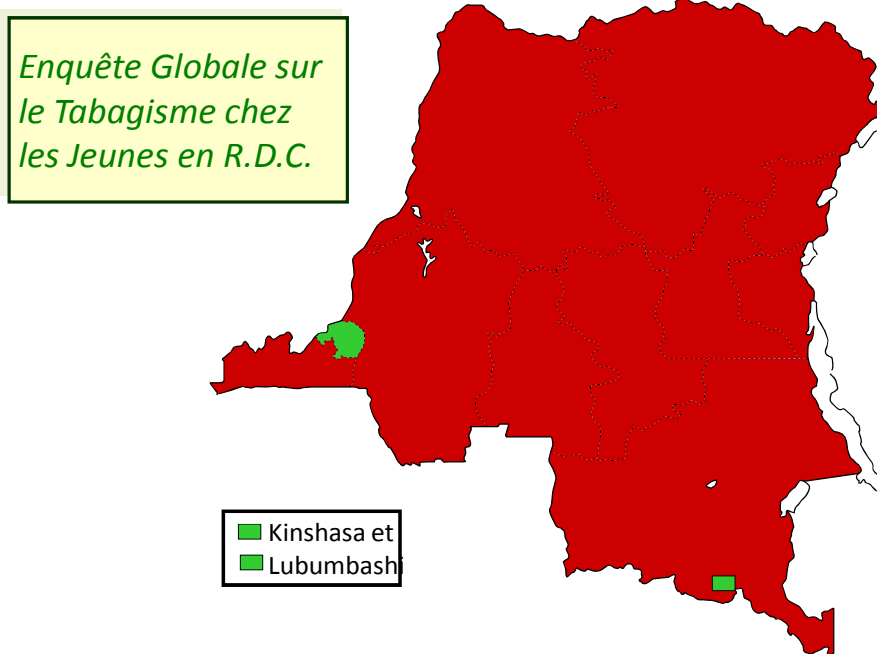 Enquête Globale sur
le Tabagisme chez
les Jeunes en R.D.C.
Kinshasa et
Lubumbashi